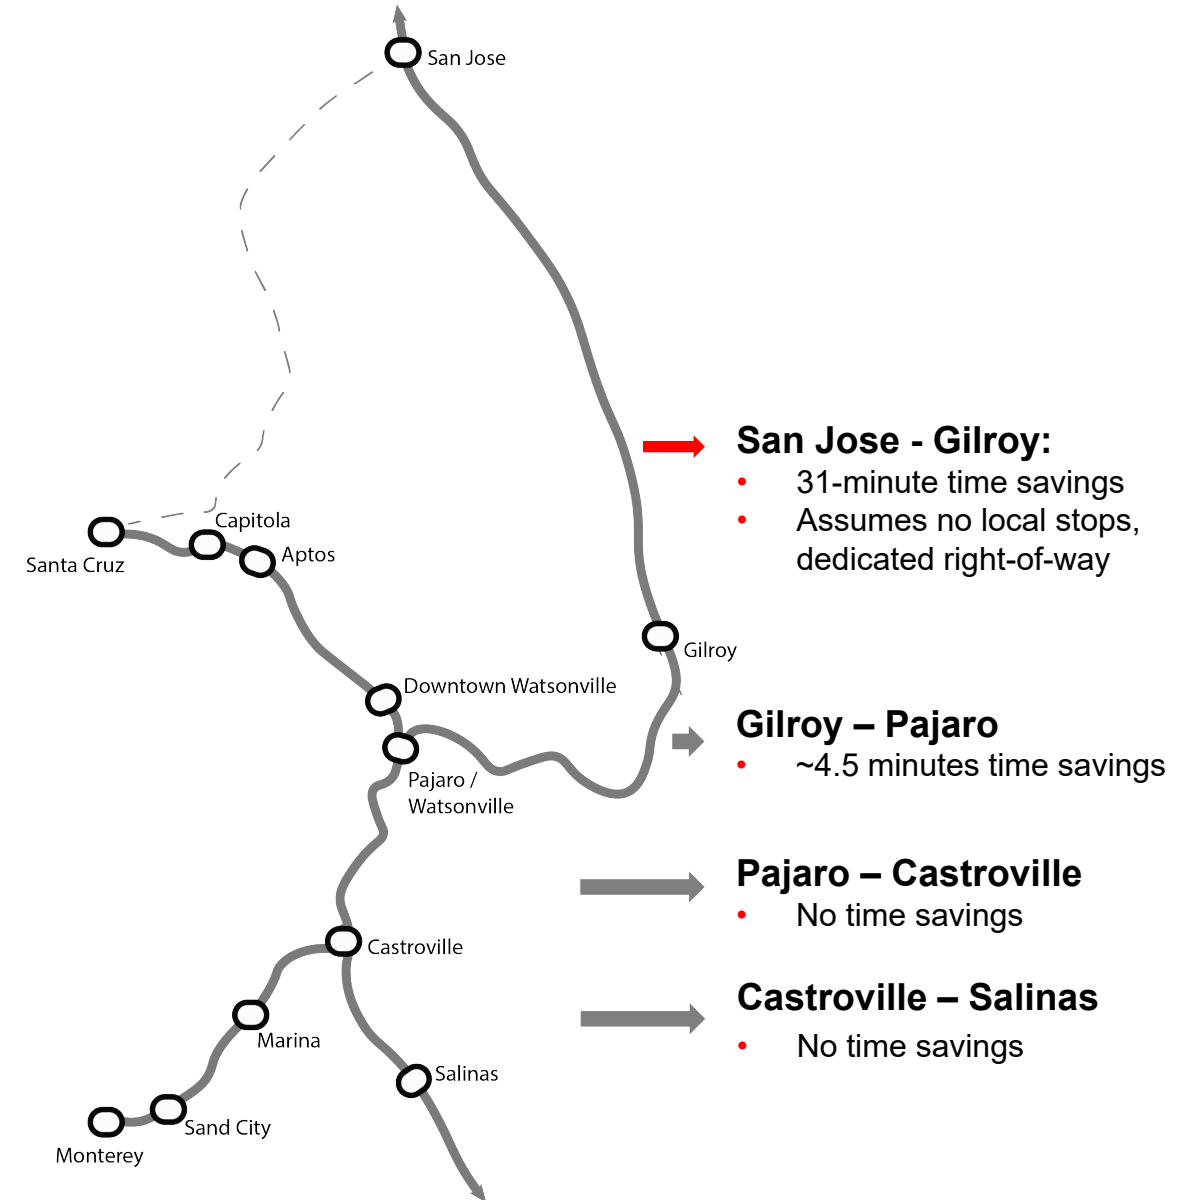 San Jose
San Jose - Gilroy:
• 31-minute time savings
• Assumes no local stops,
dedicated right-of-way
Capitola
Aptos
Santa Cruz
Gilroy
Downtown Watsonville
Gilroy – Pajaro
• ~4.5 minutes time savings
Pajaro /
Watsonville
Pajaro – Castroville
• No time savings
Castroville
Castroville – Salinas
• No time savings
Marina
Salinas
Sand City
Monterey